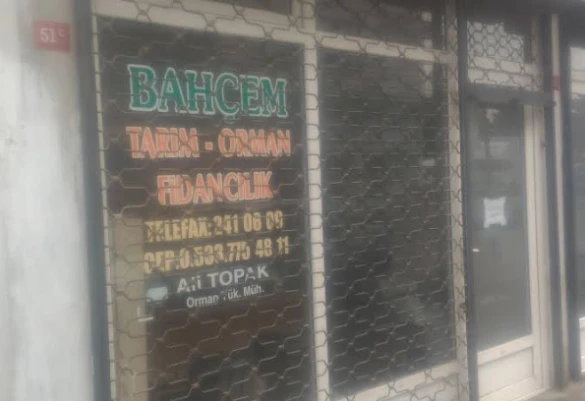 51 C
BAHÇEM
TARIM - ORMAN
FİDANCILIK
TELEFAX: 241 06 09
CEP: 0.533.775 48 11
Ali TOPAK
Orman Yük. Müh.